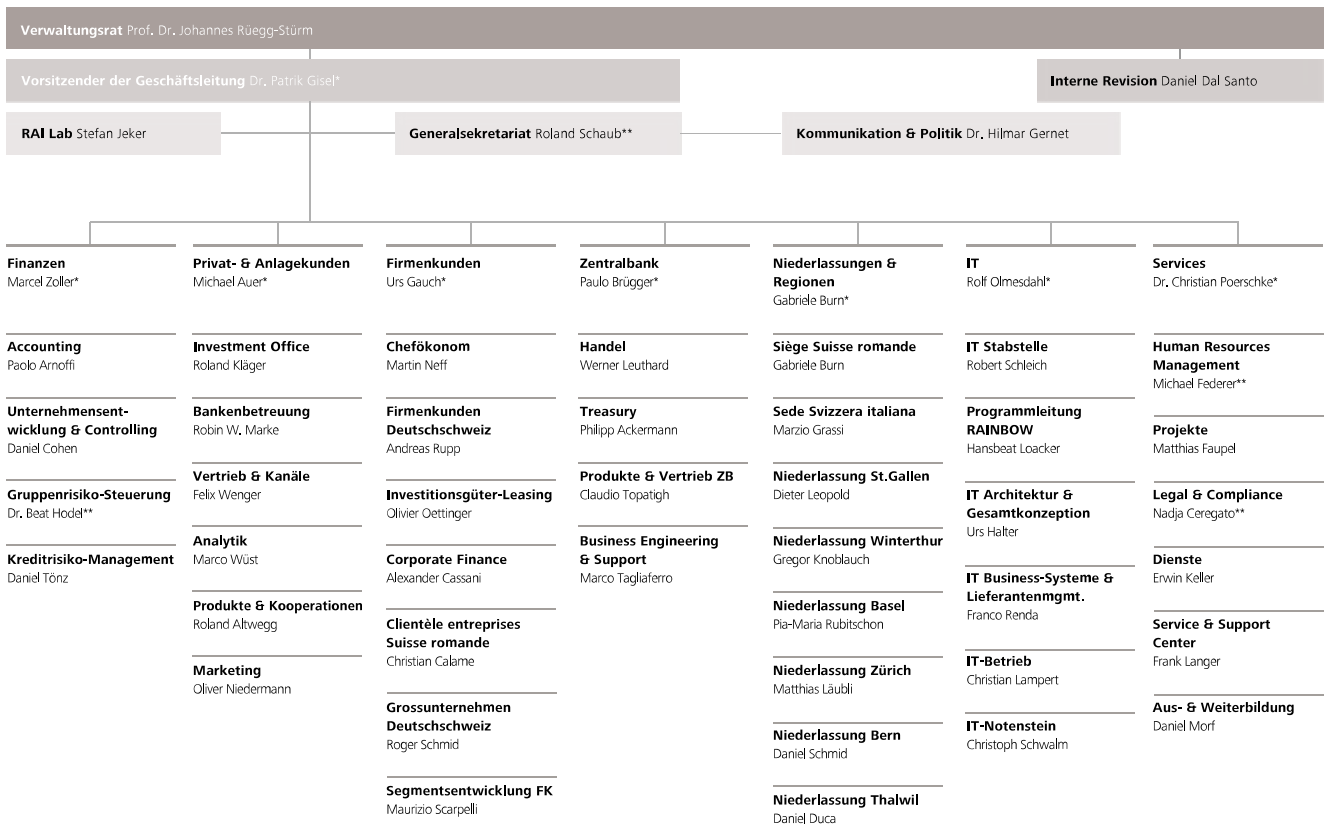 Verwaltungsrat Prof. Dr. Johannes Rüegg-Stürm
Vorsitzender der Geschäftsleitung Dr. Patrik Gisel*
Interne Revision Daniel Dal Santo
RAI Lab Stefan Jeker
Generalsekretariat Roland Schaub**
Kommunikation & Politik Dr. Hilmar Gernet
Finanzen
Marcel Zoller*
Accounting
Paolo Arnoffi
Unternehmensent-
wicklung & Controlling
Daniel Cohen
Gruppenrisiko-Steuerung
Dr. Beat Hodel**
Kreditrisiko-Management
Daniel Tönz
Privat- & Anlagekunden
Michael Auer*
Investment Office
Roland Kläger
Bankenbetreuung
Robin W. Marke
Vertrieb & Kanäle
Felix Wenger
Analytik
Marco Wüst
Produkte & Kooperationen
Roland Altwegg
Marketing
Oliver Niedermann
Firmenkunden
Urs Gauch*
Chefökonom
Martin Neff
Firmenkunden
Deutschschweiz
Andreas Rupp
Investitionsgüter-Leasing
Olivier Oettinger
Corporate Finance
Alexander Cassani
Clientèle entreprises
Suisse romande
Christian Calame
Grossunternehmen
Deutschschweiz
Roger Schmid
Segmentsentwicklung FK
Maurizio Scarpelli
Zentralbank
Paulo Brügger*
Handel
Werner Leuthard
Treasury
Philipp Ackermann
Produkte & Vertrieb ZB
Claudio Topatigh
Business Engineering
& Support
Marco Tagliaferro
Niederlassungen &
Regionen
Gabriele Burn*
Siège Suisse romande
Gabriele Burn
Sede Svizzera italiana
Marzio Grassi
Niederlassung St.Gallen
Dieter Leopold
Niederlassung Winterthur
Gregor Knoblauch
Niederlassung Basel
Pia-Maria Rubitschon
Niederlassung Zürich
Matthias Läubli
Niederlassung Bern
Daniel Schmid
Niederlassung Thalwil
Daniel Duca
IT
Rolf Olmesdahl*
IT Stabstelle
Robert Schleich
Programmleitung
RAINBOW
Hansbeat Loacker
IT Architektur &
Gesamtkonzeption
Urs Halter
IT Business-Systeme &
Lieferantenmgmt.
Franco Renda
IT-Betrieb
Christian Lampert
IT-Notenstein
Christoph Schwalm
Services
Dr. Christian Poerschke*
Human Resources
Management
Michael Federer**
Projekte
Matthias Faupel
Legal & Compliance
Nadja Ceregato**
Dienste
Erwin Keller
Service & Support
Center
Frank Langer
Aus- & Weiterbildung
Daniel Morf